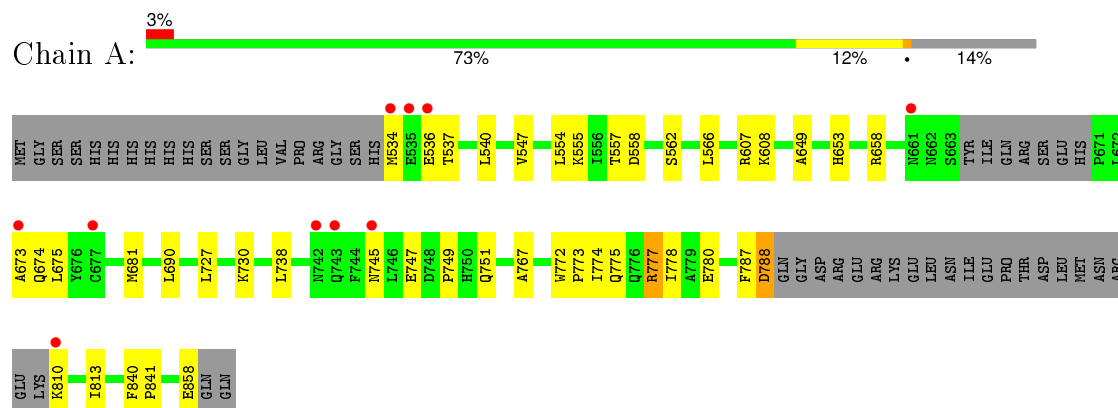 3%
Chain A:
73% 12% • 14%
MET GLY SER SER HIS HIS HIS HIS HIS HIS SER SER GLY LEU VAL PRO ARG GLY SER HIS M534 E535 E536 T537 L540 V547 L554 K555 I556 T557 D558 S562 L566 R607 K608 A649 H653 R658 N661 N662 S663 TYR ILE GLN ARG SER GLU HIS P671 L672
A673 Q674 L675 Y676 C677 M681 L690 L727 K730 L738 N742 Q743 F744 N745 L746 E747 D748 P749 H750 Q751 A767 W772 P773 I774 Q775 Q776 R777 I778 A779 E780 F787 D788 GLN GLY ASP ARG GLU ARG LYS GLU LEU ASN ILE GLU PRO THR ASP LEU MET ASN ARG
GLU LYS K810 I813 F840 P841 E858 GLN GLN